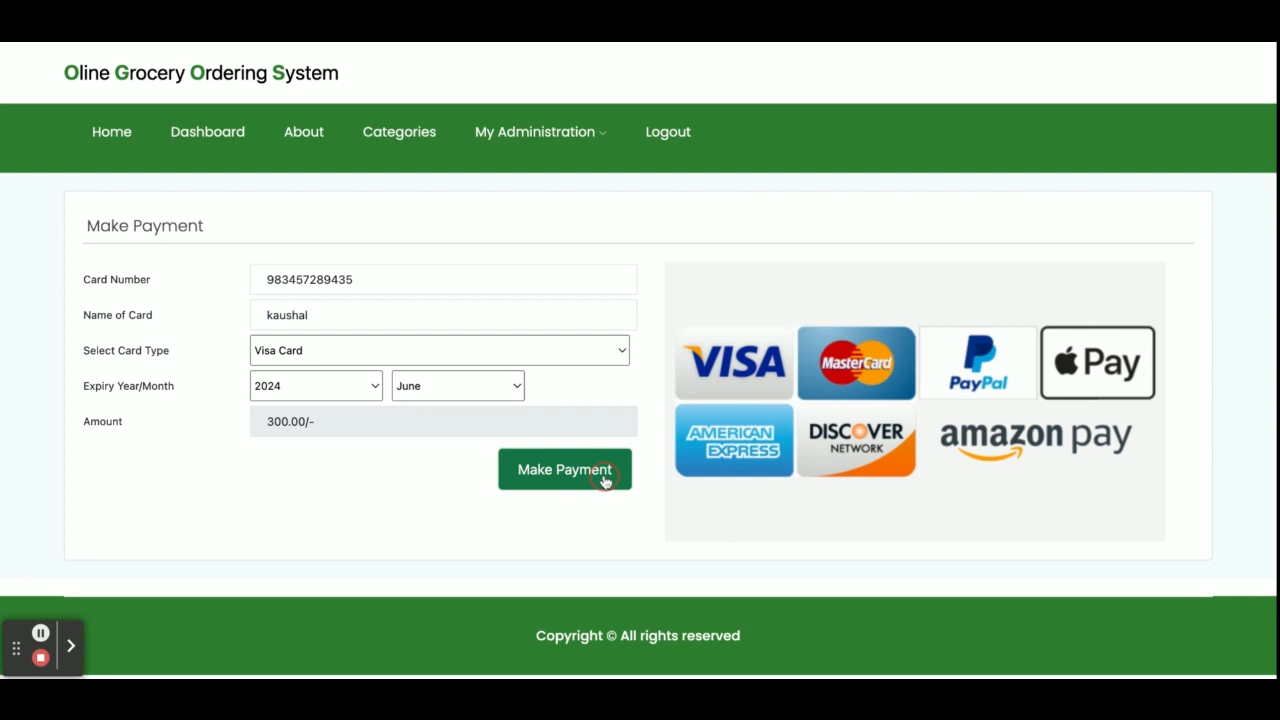 Oline Grocery Ordering System
Home Dashboard About Categories My Administration Logout
Make Payment
Card Number 983457289435
Name of Card kaushal
Select Card Type Visa Card
Expiry Year/Month 2024 June
Amount 300.00/-
Make Payment
VISA MasterCard PayPal Pay
AMERICAN EXPRESS DISCOVER NETWORK amazon pay
Copyright © All rights reserved